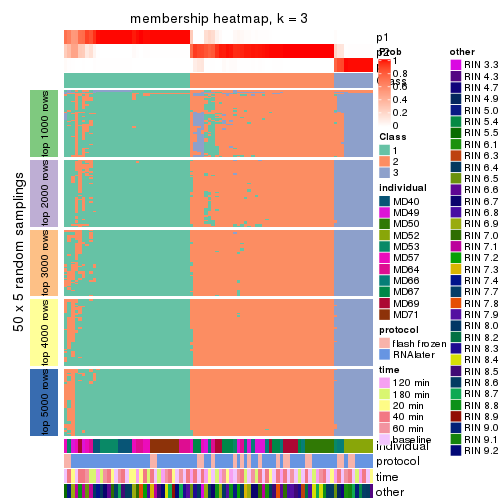 membership heatmap, k = 3
p1
p2
p3
Class
50 x 5 random samplings
top 1000 rows
top 2000 rows
top 3000 rows
top 4000 rows
top 5000 rows
individual
protocol
time
other
Prob
1
0.8
0.6
0.4
0.2
0
Class
1
2
3
individual
MD40
MD49
MD50
MD52
MD53
MD57
MD64
MD66
MD67
MD69
MD71
protocol
flash frozen
RNAlater
time
120 min
180 min
20 min
40 min
60 min
baseline
other
RIN 3.3
RIN 4.3
RIN 4.7
RIN 4.9
RIN 5.0
RIN 5.4
RIN 5.5
RIN 6.1
RIN 6.3
RIN 6.4
RIN 6.5
RIN 6.6
RIN 6.7
RIN 6.8
RIN 6.9
RIN 7.0
RIN 7.1
RIN 7.2
RIN 7.3
RIN 7.4
RIN 7.7
RIN 7.8
RIN 7.9
RIN 8.0
RIN 8.2
RIN 8.3
RIN 8.4
RIN 8.5
RIN 8.6
RIN 8.7
RIN 8.8
RIN 8.9
RIN 9.0
RIN 9.1
RIN 9.2